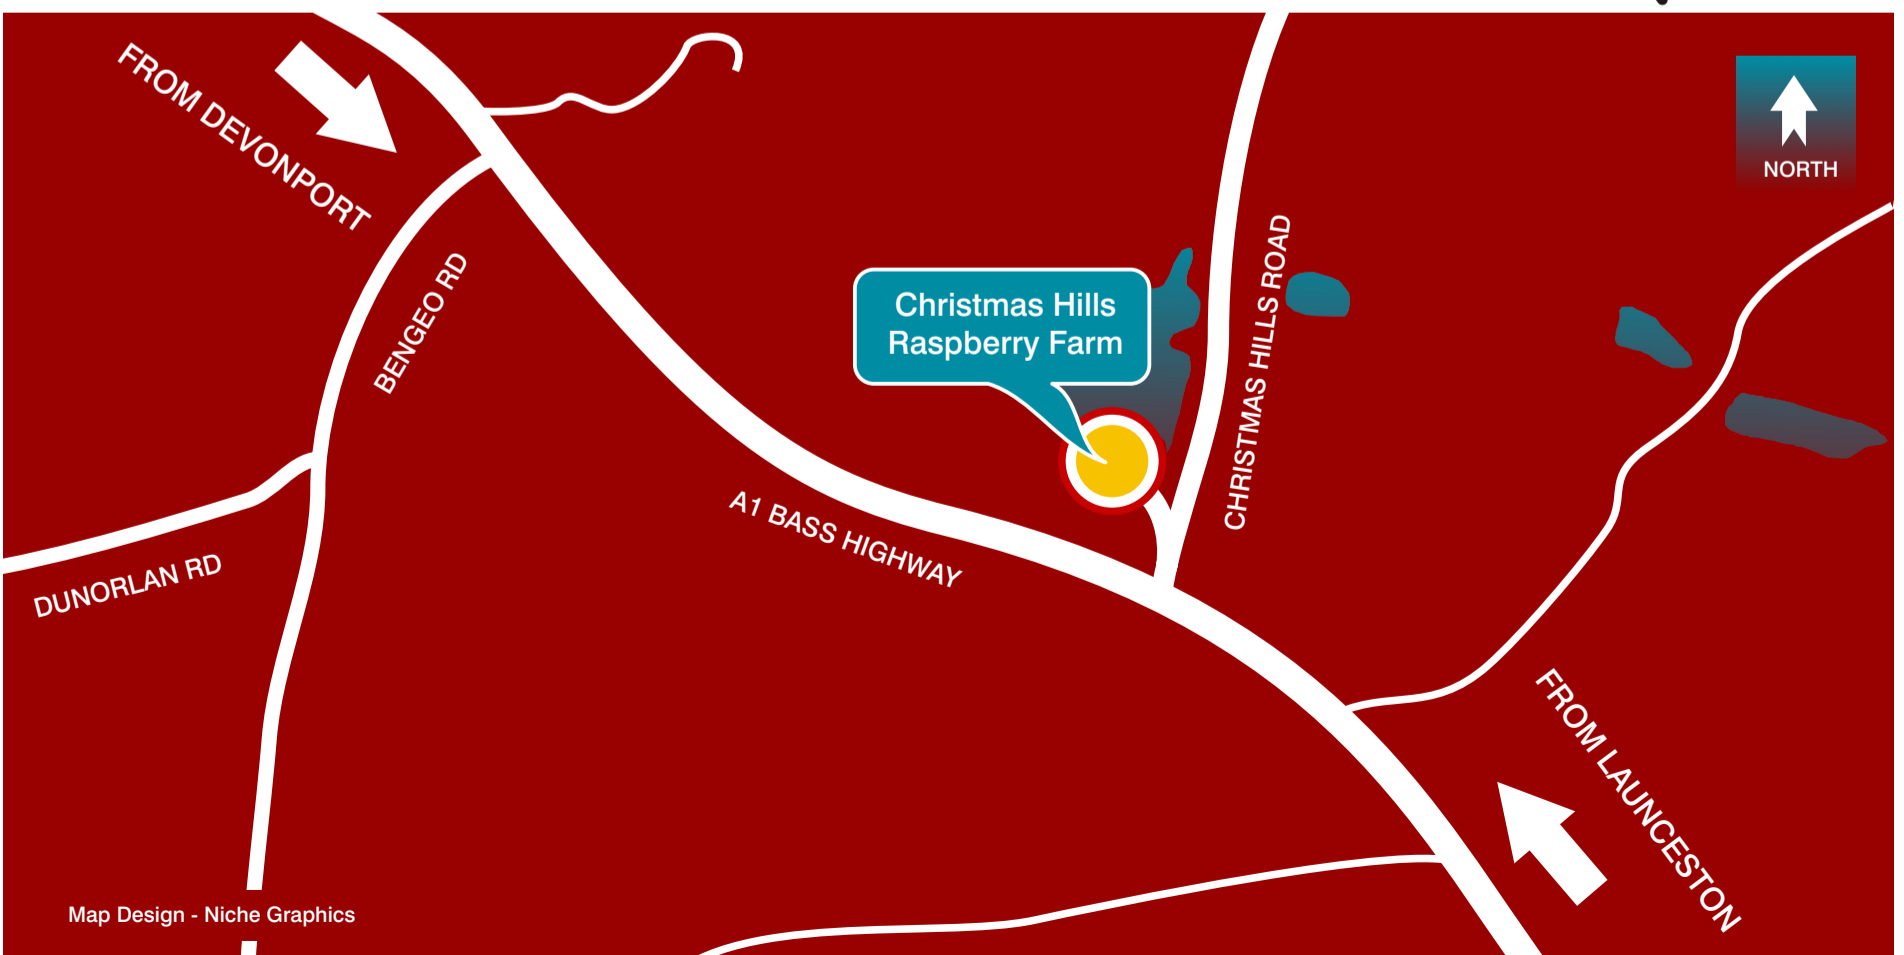 FROM DEVONPORT
NORTH
BENGEO RD
CHRISTMAS HILLS ROAD
Christmas Hills
Raspberry Farm
A1 BASS HIGHWAY
DUNORLAN RD
FROM LAUNCESTON
Map Design - Niche Graphics